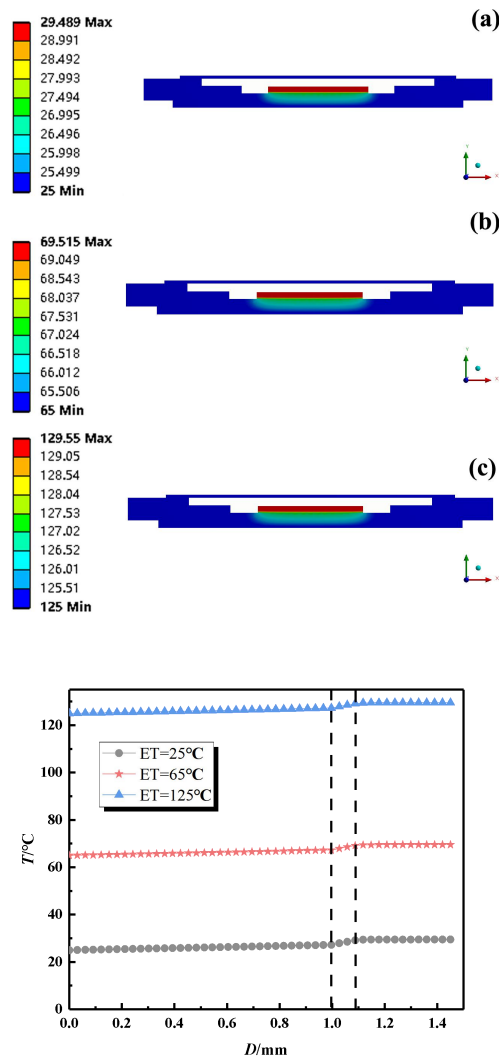 (a)
29.489 Max
28.991
28.492
27.993
27.494
26.995
26.496
25.998
25.499
25 Min
Y
X
(b)
69.515 Max
69.049
68.543
68.037
67.531
67.024
66.518
66.012
65.506
65 Min
Y
X
(c)
129.55 Max
129.05
128.54
128.04
127.53
127.02
126.52
126.01
125.51
125 Min
Y
X
120
100
80
60
40
20
0
T/°C
ET=25°C
ET=65°C
ET=125°C
0.0 0.2 0.4 0.6 0.8 1.0 1.2 1.4
D/mm